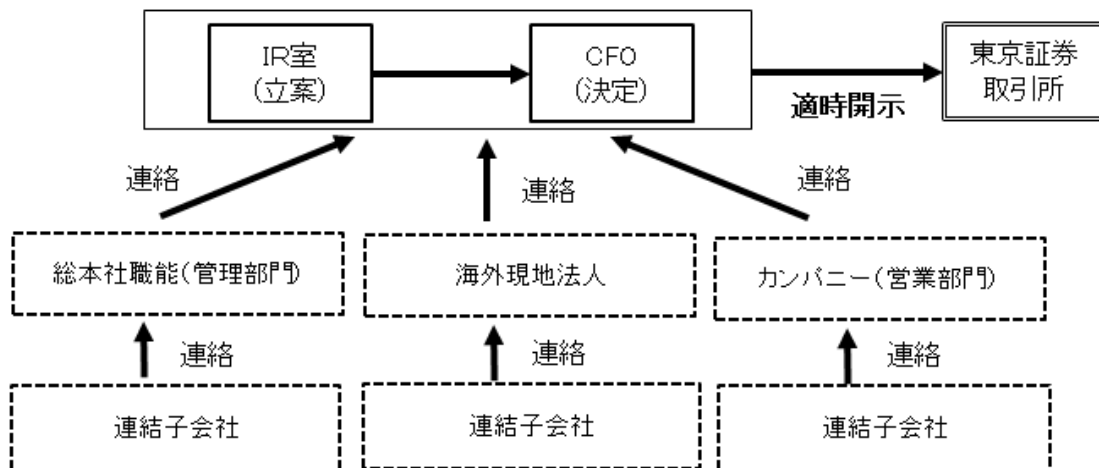 IR室
(立案)
CFO
(決定)
適時開示
東京証券
取引所
連絡
連絡
連絡
総本社職能(管理部門)
海外現地法人
カンパニー(営業部門)
連絡
連絡
連絡
連結子会社
連結子会社
連結子会社